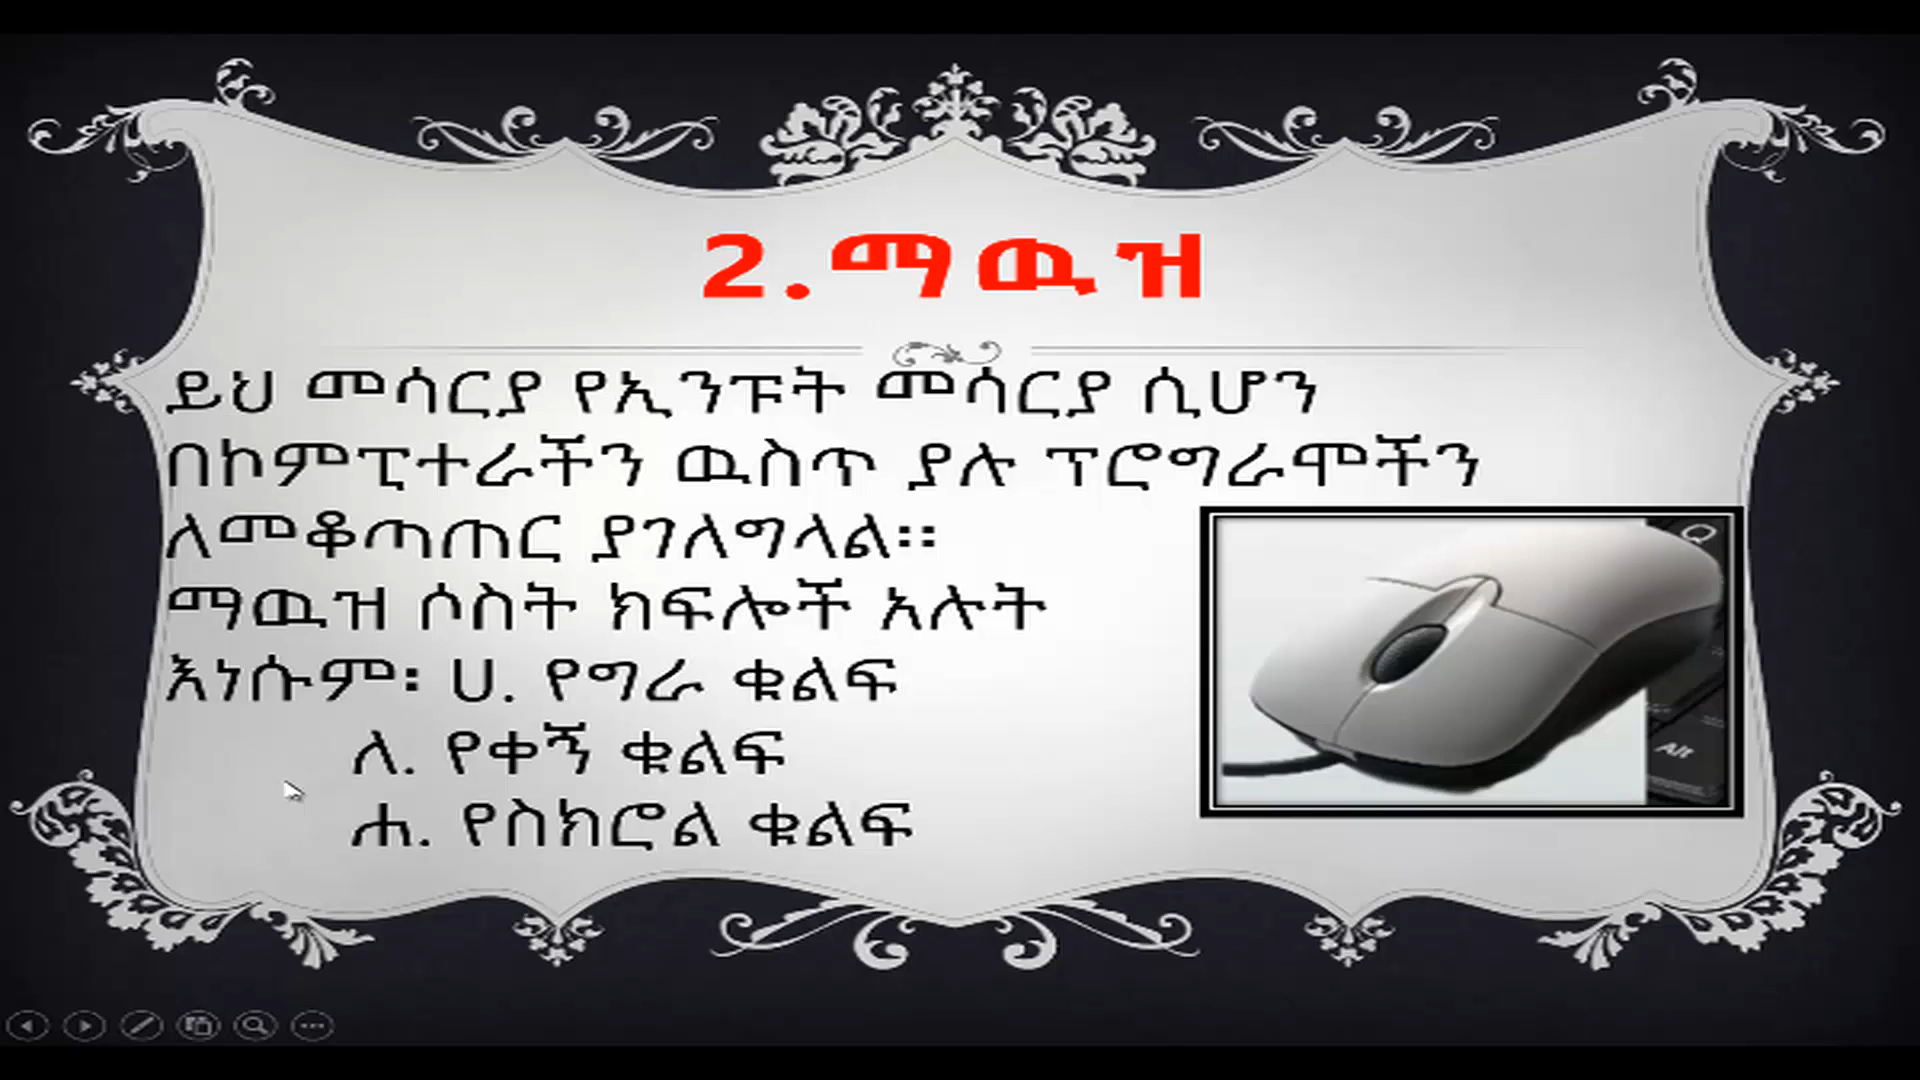 2.ማዉዝ
ይህ መሳርያ የኢንፑት መሳርያ ሲሆን
በኮምፒተራችን ዉስጥ ያሉ ፕሮግራሞችን
ለመቆጣጠር ያገለግላል፡፡
ማዉዝ ሶስት ክፍሎች አሉት
እነሱም፡ ሀ. የግራ ቁልፍ
ለ. የቀኝ ቁልፍ
ሐ. የስክሮል ቁልፍ
Q
Alt